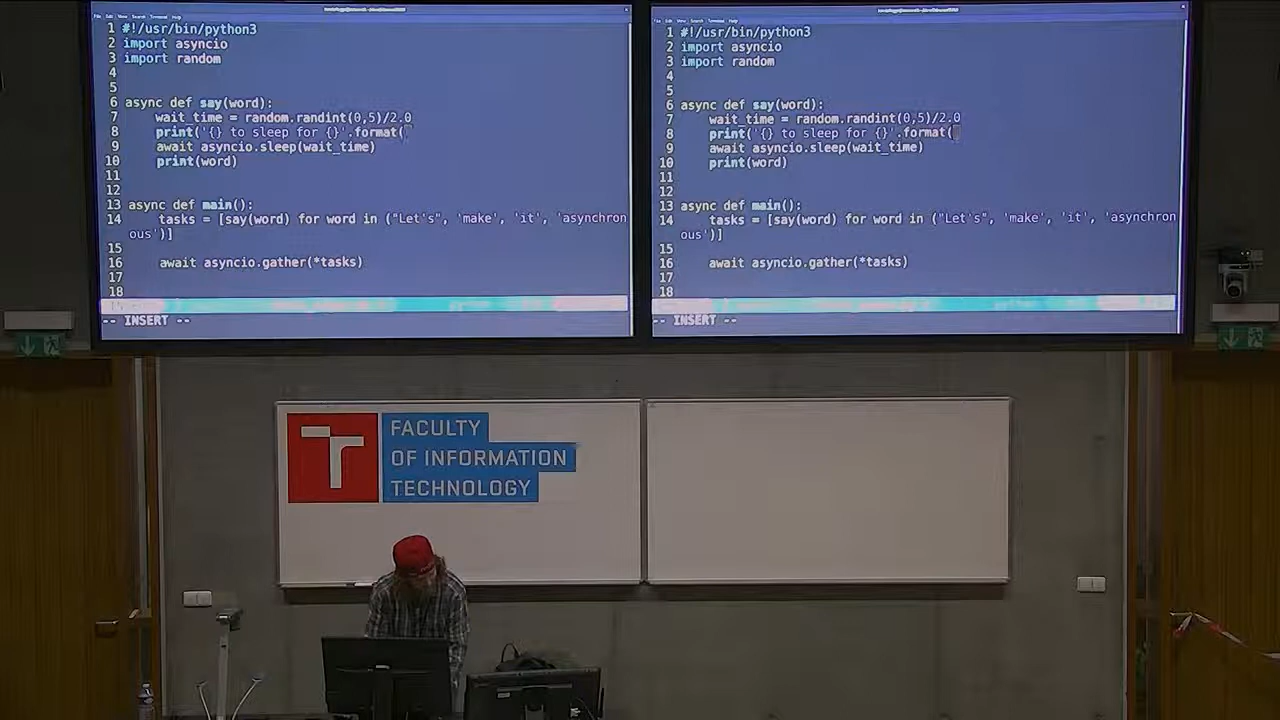 1 #!/usr/bin/python3
2 import asyncio
3 import random
4
5
6 async def say(word):
7 wait_time = random.randint(0,5)/2.0
8 print('{} to sleep for {}'.format(
9 await asyncio.sleep(wait_time)
10 print(word)
11
12
13 async def main():
14 tasks = [say(word) for word in ("Let's", 'make', 'it', 'asynchron
ous')]
15
16 await asyncio.gather(*tasks)
17
18
-- INSERT --
1 #!/usr/bin/python3
2 import asyncio
3 import random
4
5
6 async def say(word):
7 wait_time = random.randint(0,5)/2.0
8 print('{} to sleep for {}'.format(
9 await asyncio.sleep(wait_time)
10 print(word)
11
12
13 async def main():
14 tasks = [say(word) for word in ("Let's", 'make', 'it', 'asynchron
ous')]
15
16 await asyncio.gather(*tasks)
17
18
-- INSERT --
FACULTY
OF INFORMATION
TECHNOLOGY